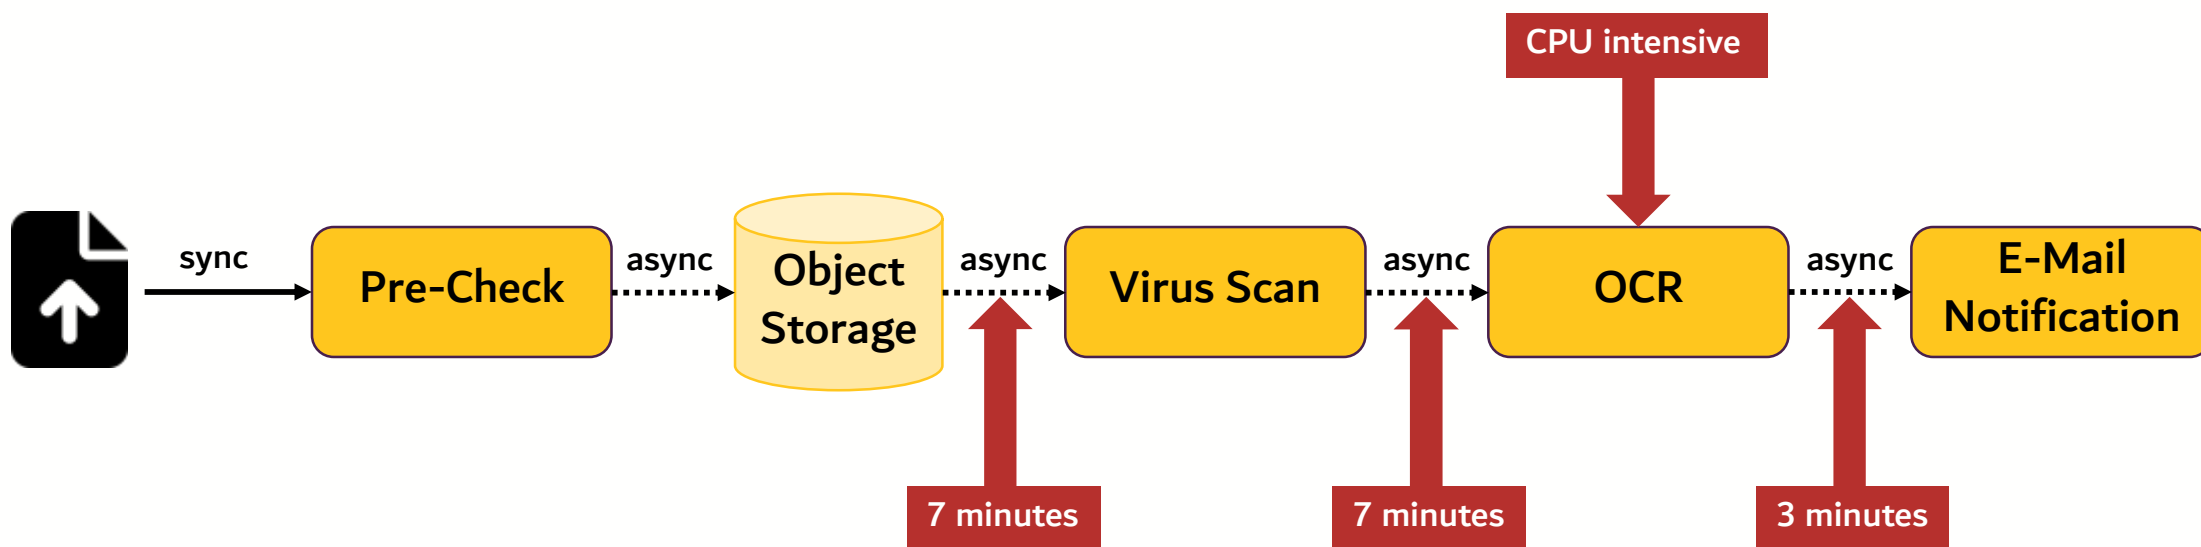 CPU intensive
sync
Pre-Check
async
Object
Storage
async
Virus Scan
async
OCR
async
E-Mail
Notification
7 minutes
7 minutes
3 minutes